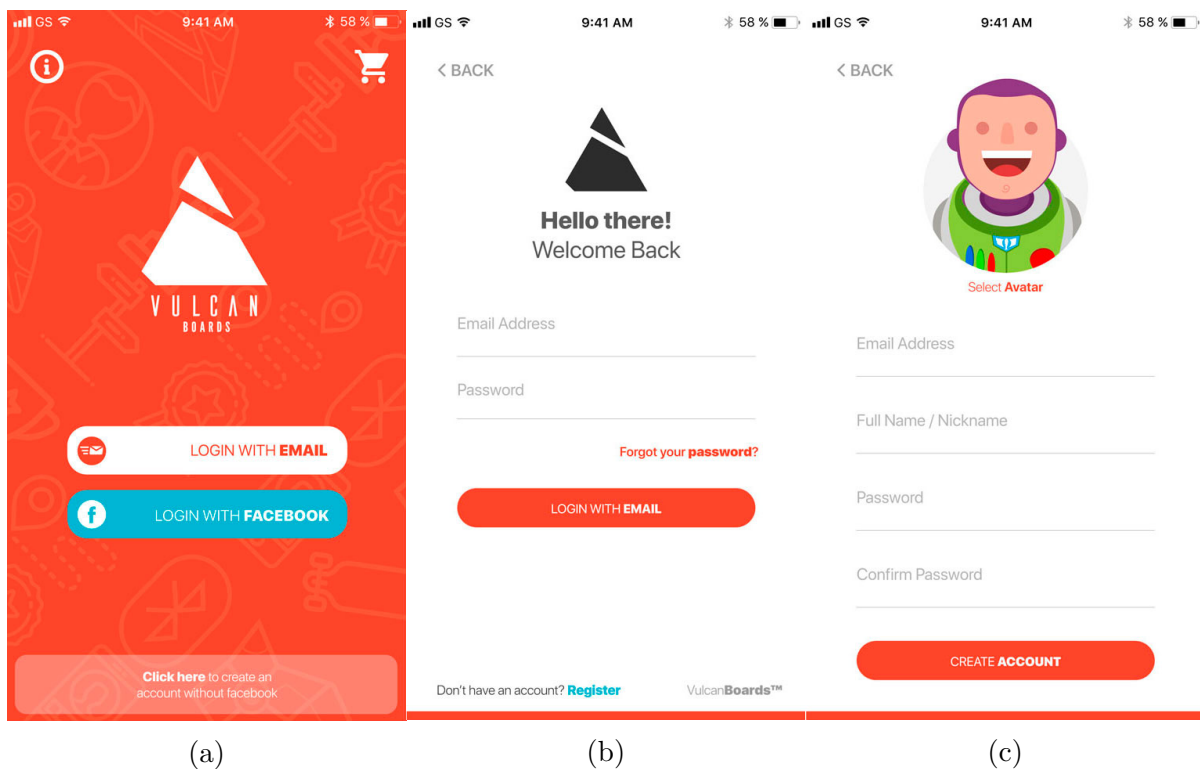 GS 9:41 AM 58 %
VULCAN
BOARDS
LOGIN WITH EMAIL
LOGIN WITH FACEBOOK
Click here to create an
account without facebook
(a)
GS 9:41 AM 58 %
< BACK
Hello there!
Welcome Back
Email Address
Password
Forgot your password?
LOGIN WITH EMAIL
Don't have an account? Register
VulcanBoards™
(b)
GS 9:41 AM 58 %
< BACK
Select Avatar
Email Address
Full Name / Nickname
Password
Confirm Password
CREATE ACCOUNT
(c)